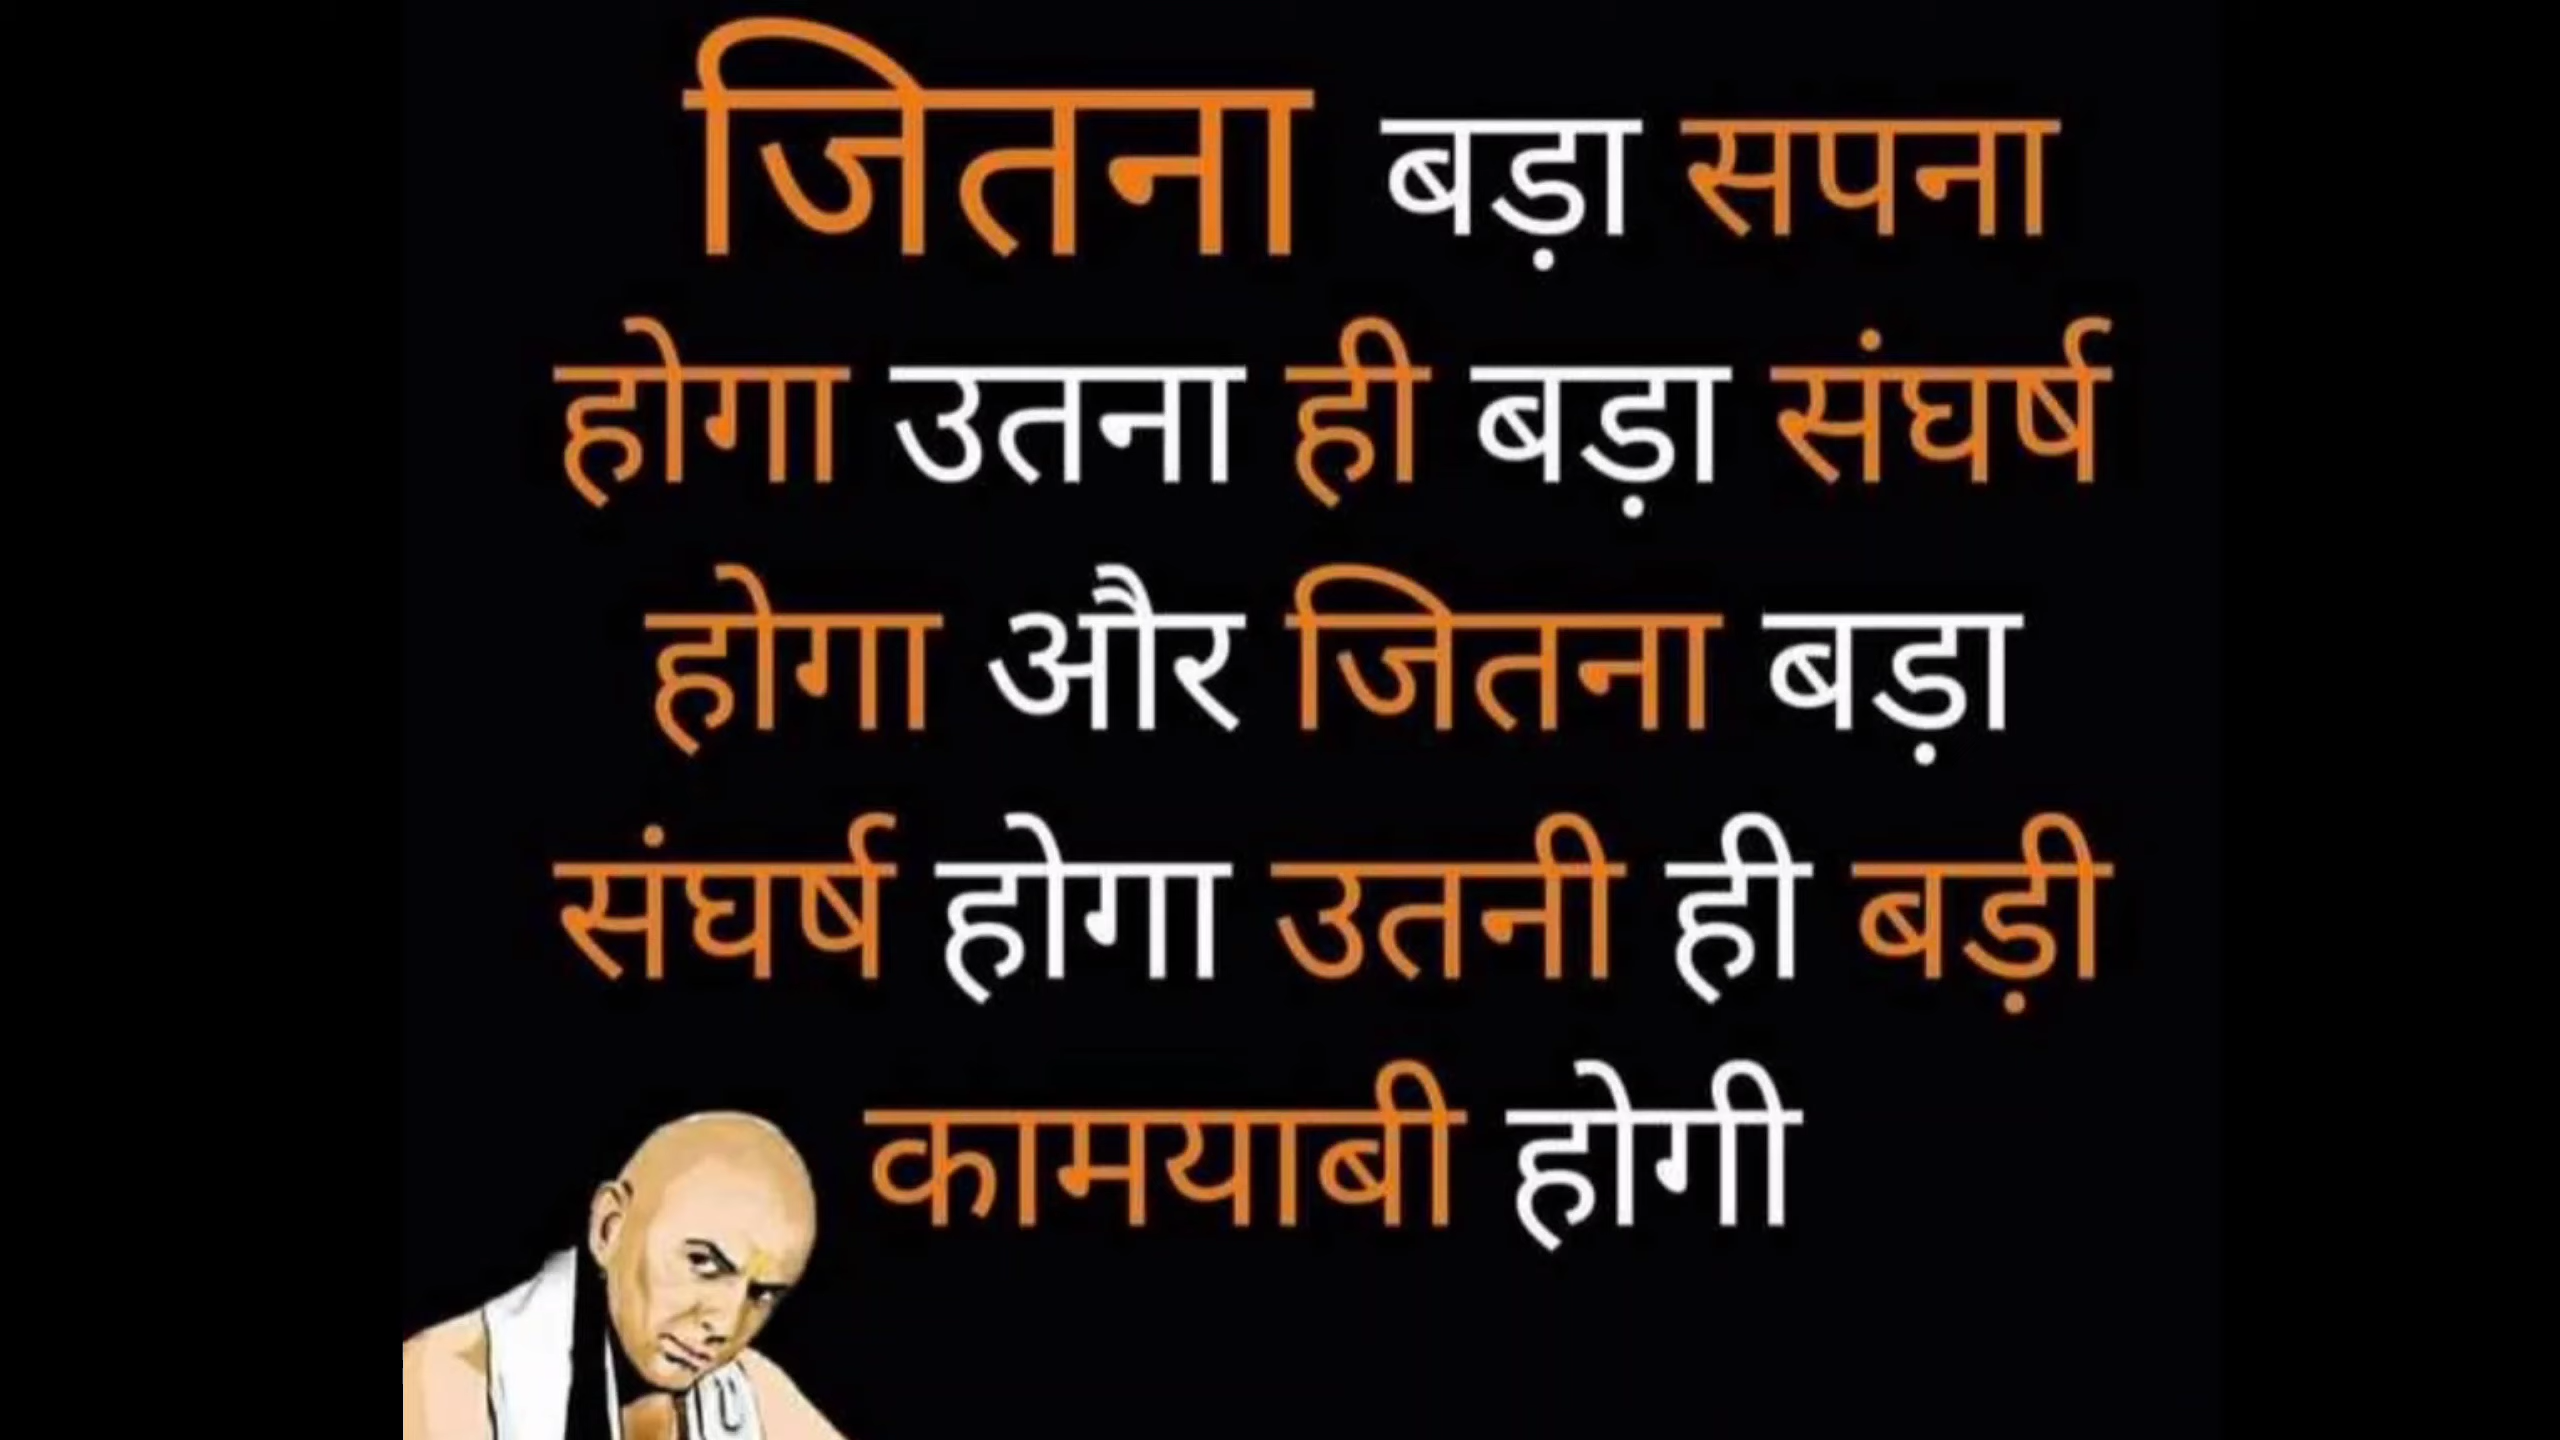 जितना बड़ा सपना
होगा उतना ही बड़ा संघर्ष
होगा और जितना बड़ा
संघर्ष होगा उतनी ही बड़ी
कामयाबी होगी